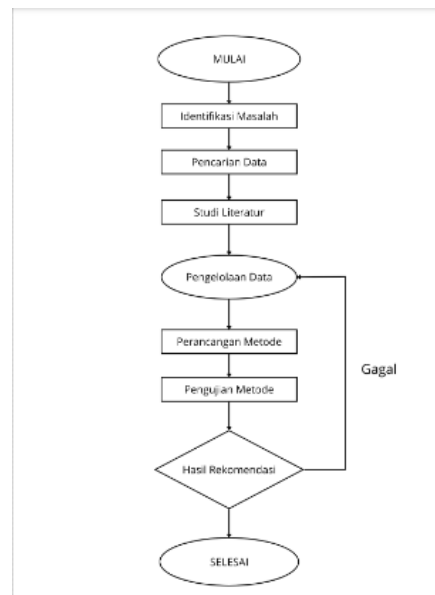 MULAI
Identifikasi Masalah
Pencarian Data
Studi Literatur
Pengelolaan Data
Perancangan Metode
Gagal
Pengujian Metode
Hasil Rekomendasi
SELESAI